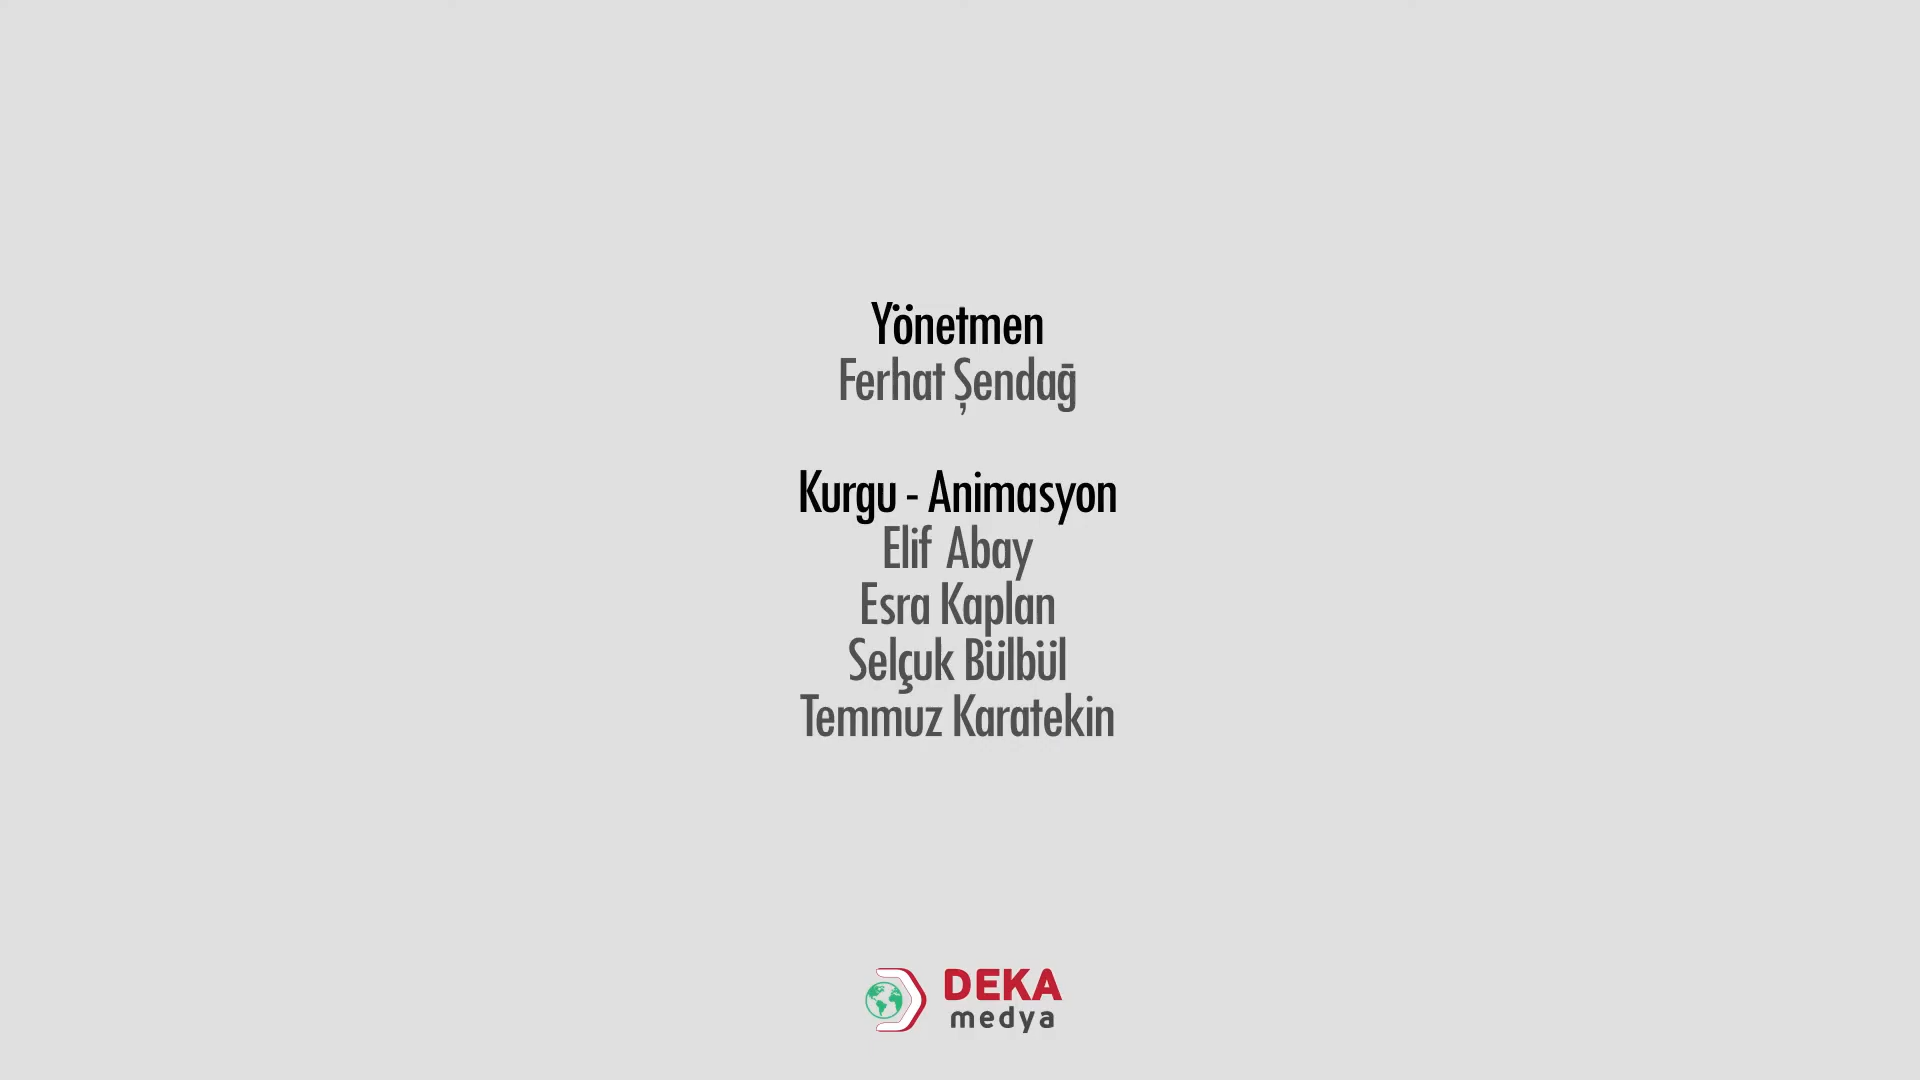 Yönetmen
Ferhat Şendağ
Kurgu - Animasyon
Elif Abay
Esra Kaplan
Selçuk Bülbül
Temmuz Karatekin
DEKA
medya